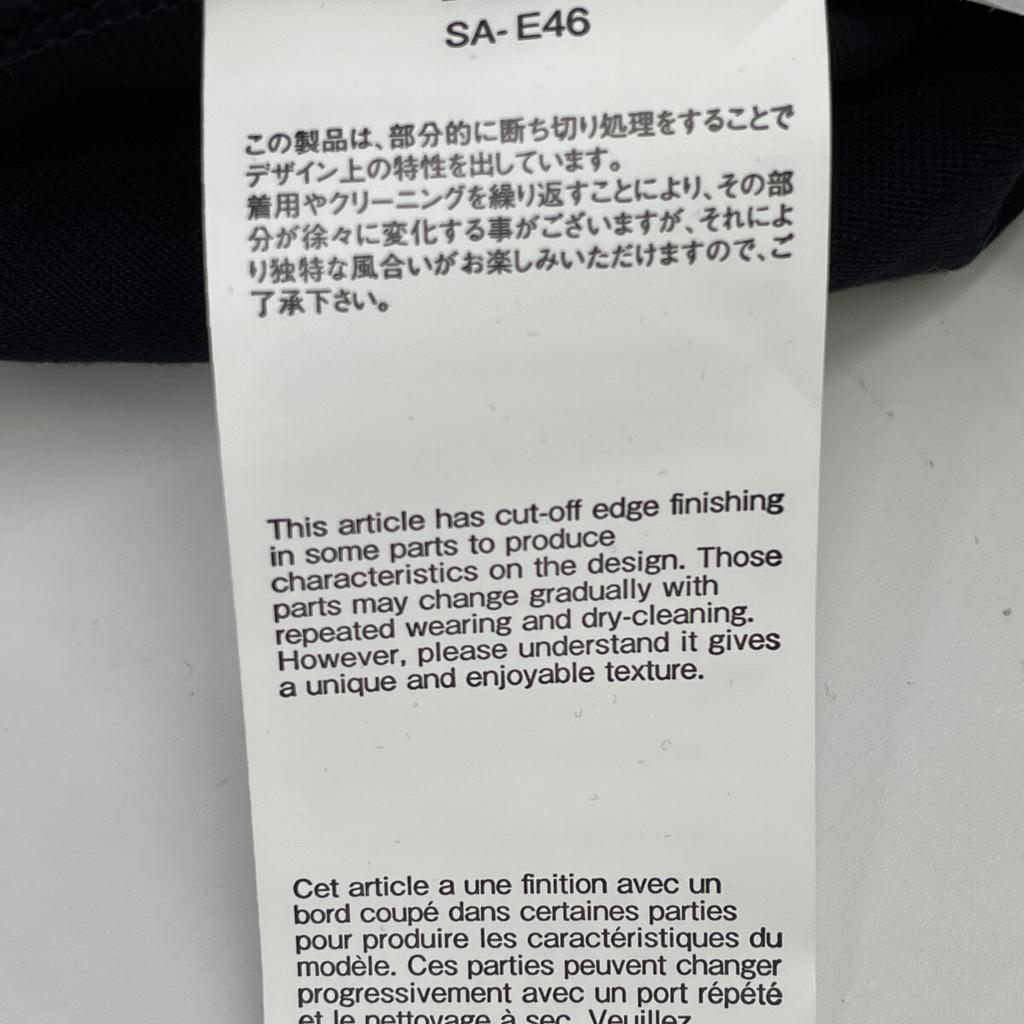 SA-E46
この製品は、部分的に断ち切り処理をすることで
デザイン上の特性を出しています。
着用やクリーニングを繰り返すことにより、その部
分が徐々に変化する事がございますが、それによ
り独特な風合いがお楽しみいただけますので、ご
了承下さい。
This article has cut-off edge finishing
in some parts to produce
characteristics on the design. Those
parts may change gradually with
repeated wearing and dry-cleaning.
However, please understand it gives
a unique and enjoyable texture.
Cet article a une finition avec un
bord coupé dans certaines parties
pour produire les caractéristiques du
modèle. Ces parties peuvent changer
progressivement avec un port répété
et le nettoyage à sec. Veuillez